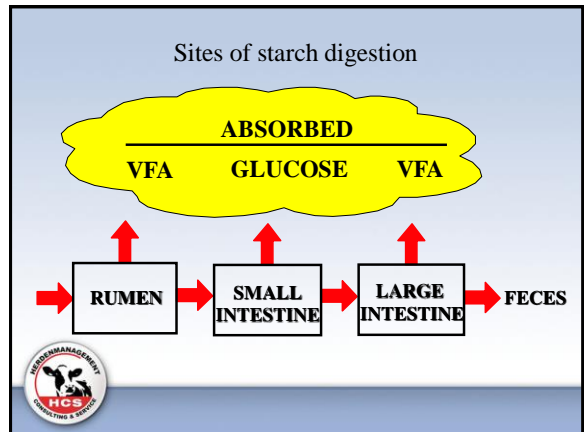 Sites of starch digestion
ABSORBED
VFA GLUCOSE VFA
RUMEN
SMALL
INTESTINE
LARGE
INTESTINE
FECES
HERDENMANAGEMENT
HCS
CONSULTING & SERVICE